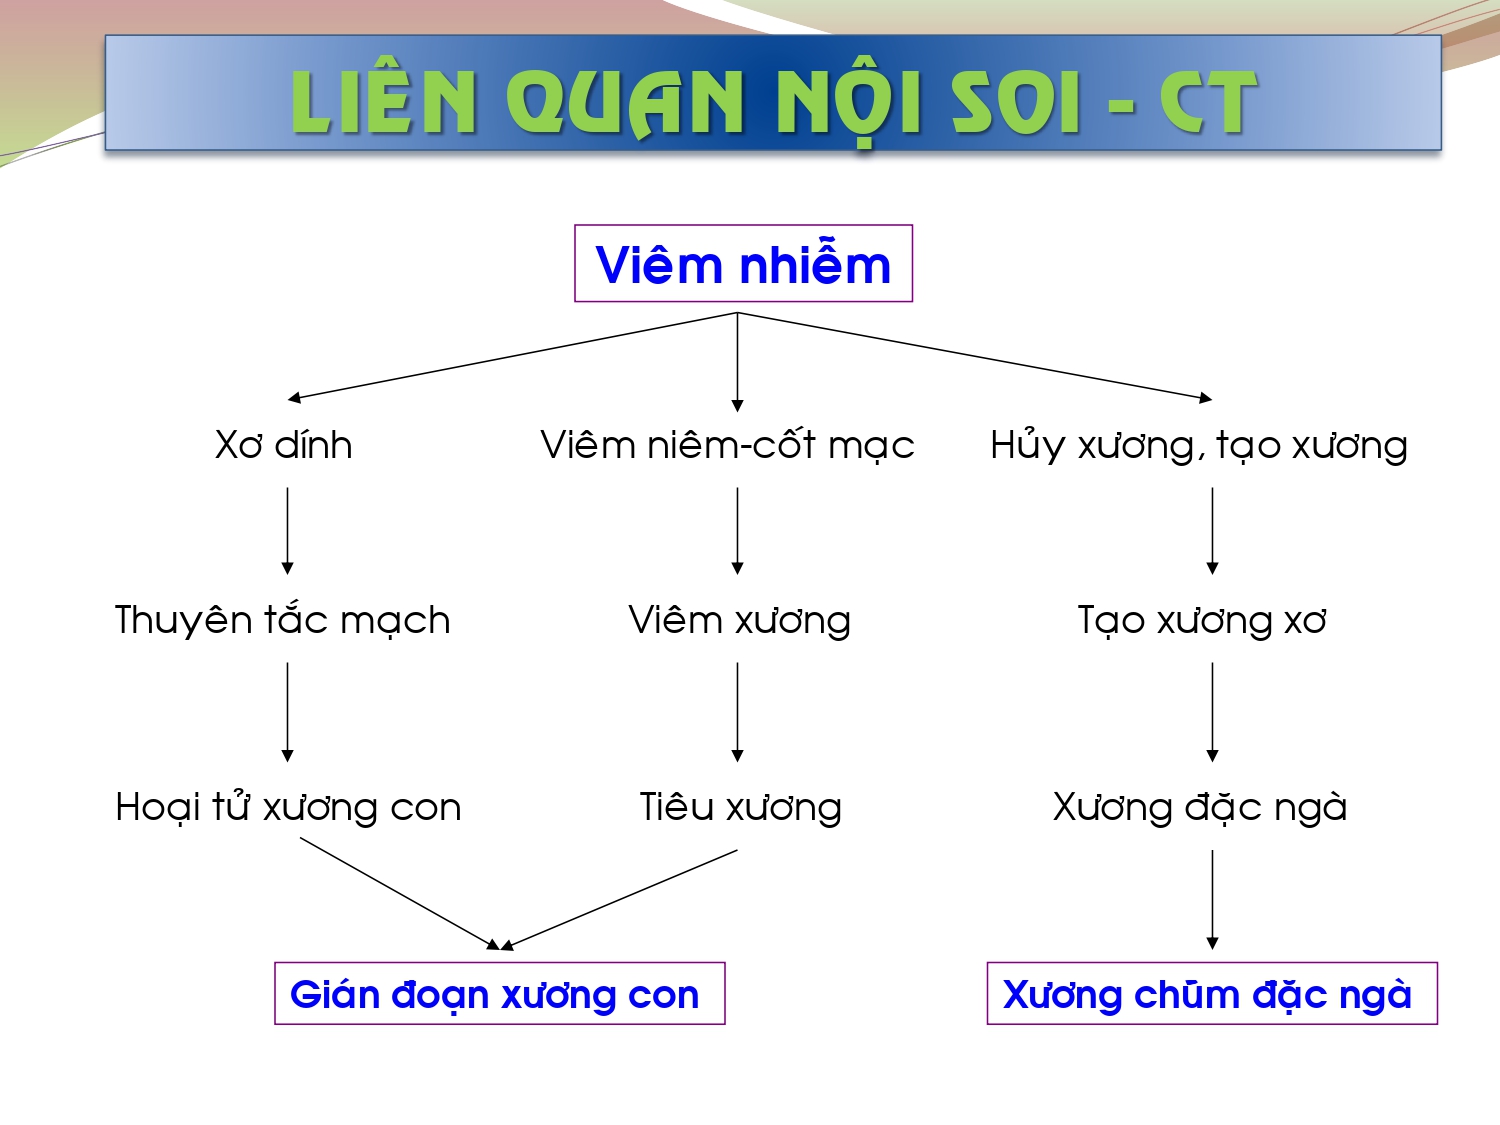 LIÊN QUAN NỘI SOI - CT
Viêm nhiễm
Xơ dính
Viêm niêm-cốt mạc
Hủy xương, tạo xương
Thuyên tắc mạch
Viêm xương
Tạo xương xơ
Hoại tử xương con
Tiêu xương
Xương đặc ngà
Gián đoạn xương con
Xương chũm đặc ngà